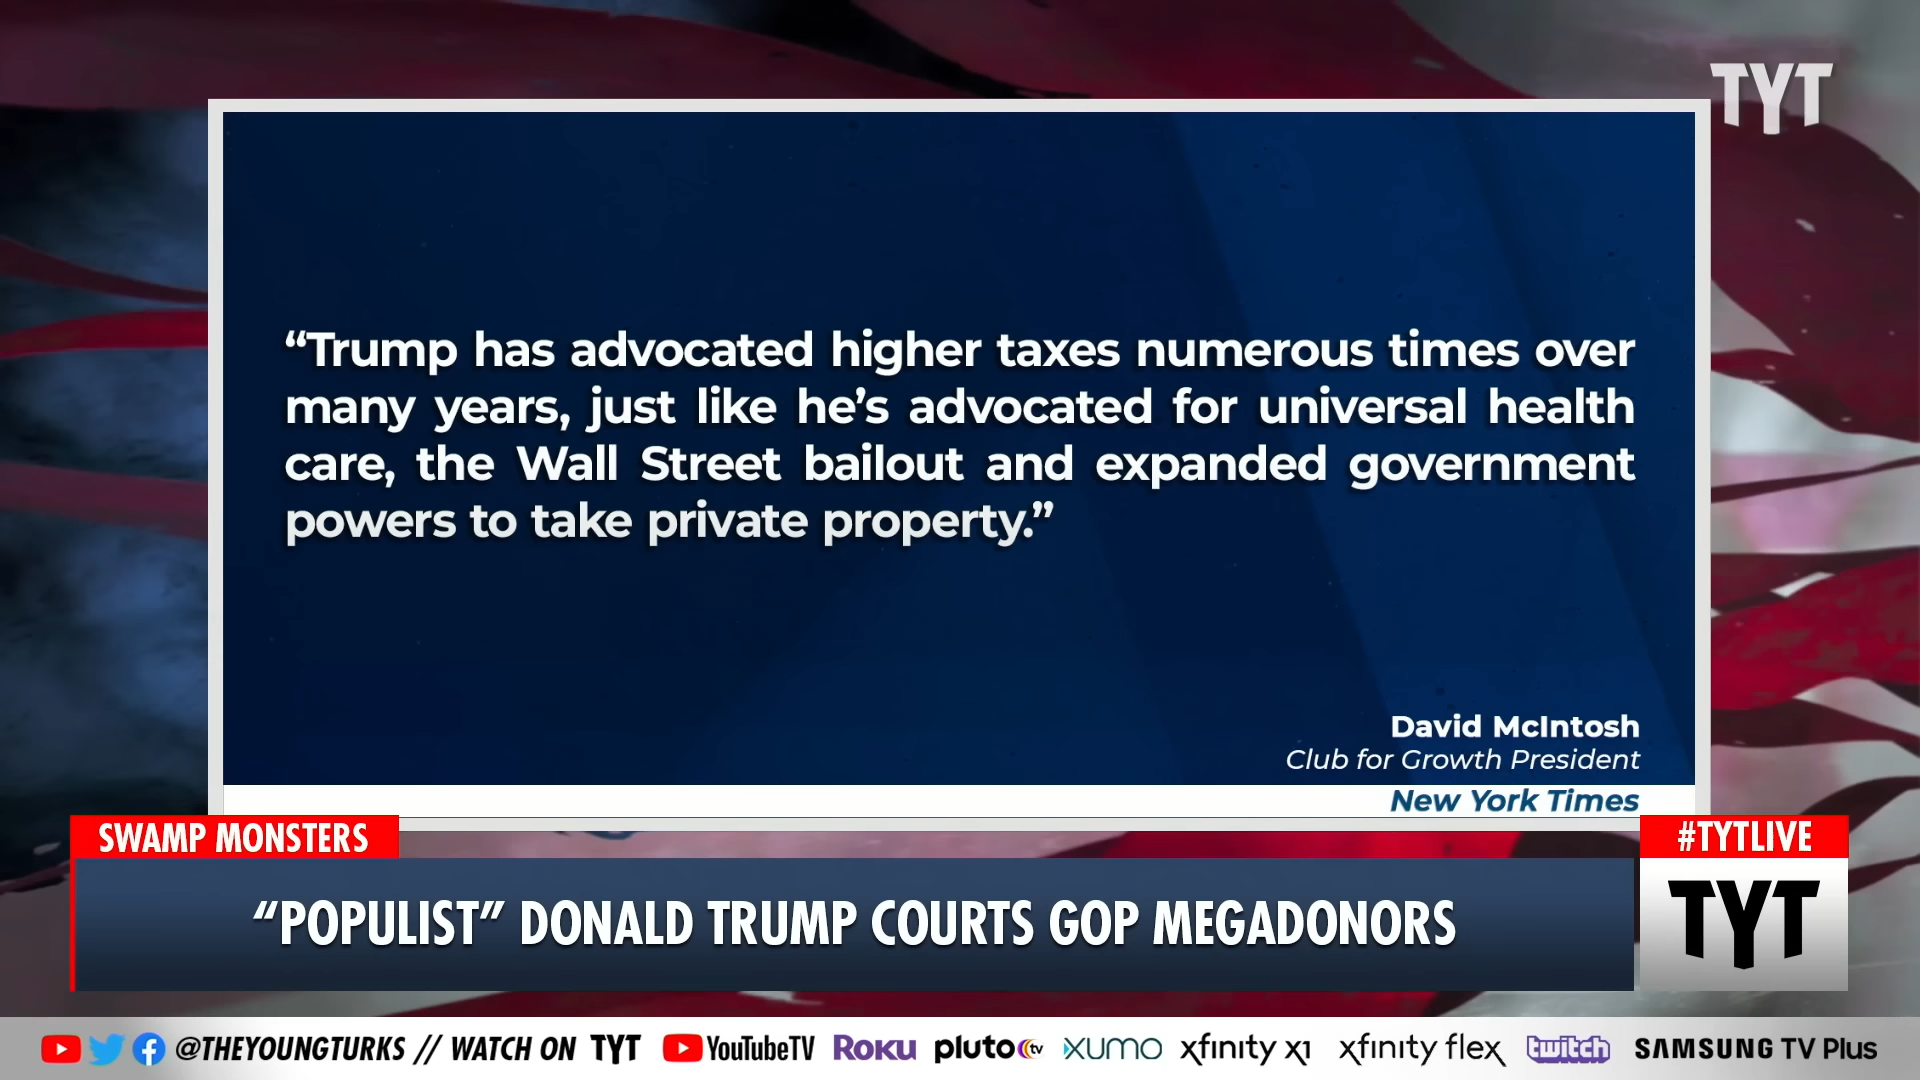 TYT
“Trump has advocated higher taxes numerous times over
many years, just like he’s advocated for universal health
care, the Wall Street bailout and expanded government
powers to take private property.”
David McIntosh
Club for Growth President
New York Times
SWAMP MONSTERS
#TYTLIVE
“POPULIST” DONALD TRUMP COURTS GOP MEGADONORS
TYT
@THEYOUNGTURKS // WATCH ON TYT YouTubeTV ROKU pluto tv XUMO xfinity x1 xfinity flex twitch SAMSUNG TV Plus